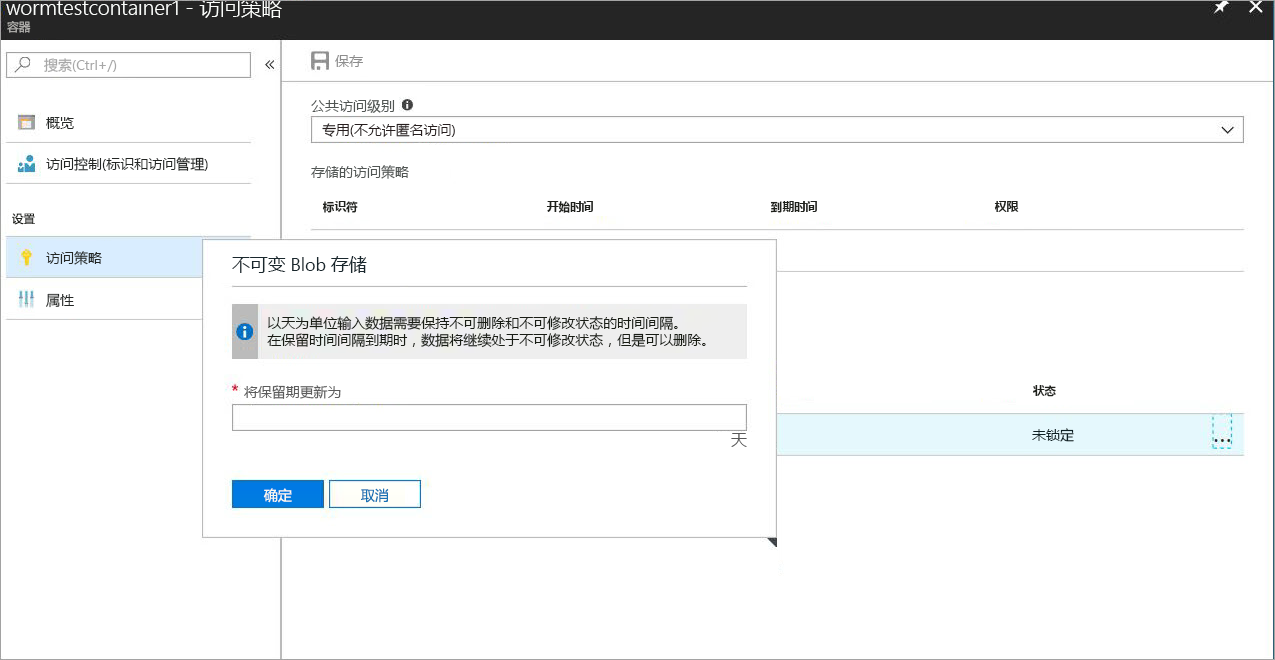 wormtestcontainer1 - 访问策略
容器
搜索(Ctrl+/)
«
保存
概览
访问控制(标识和访问管理)
设置
访问策略
属性
公共访问级别
专用(不允许匿名访问)
存储的访问策略
标识符 开始时间 到期时间 权限
不可变 Blob 存储
以天为单位输入数据需要保持不可删除和不可修改状态的时间间隔。
在保留时间间隔到期时，数据将继续处于不可修改状态，但是可以删除。
* 将保留期更新为
天
确定 取消
状态
未锁定 ...